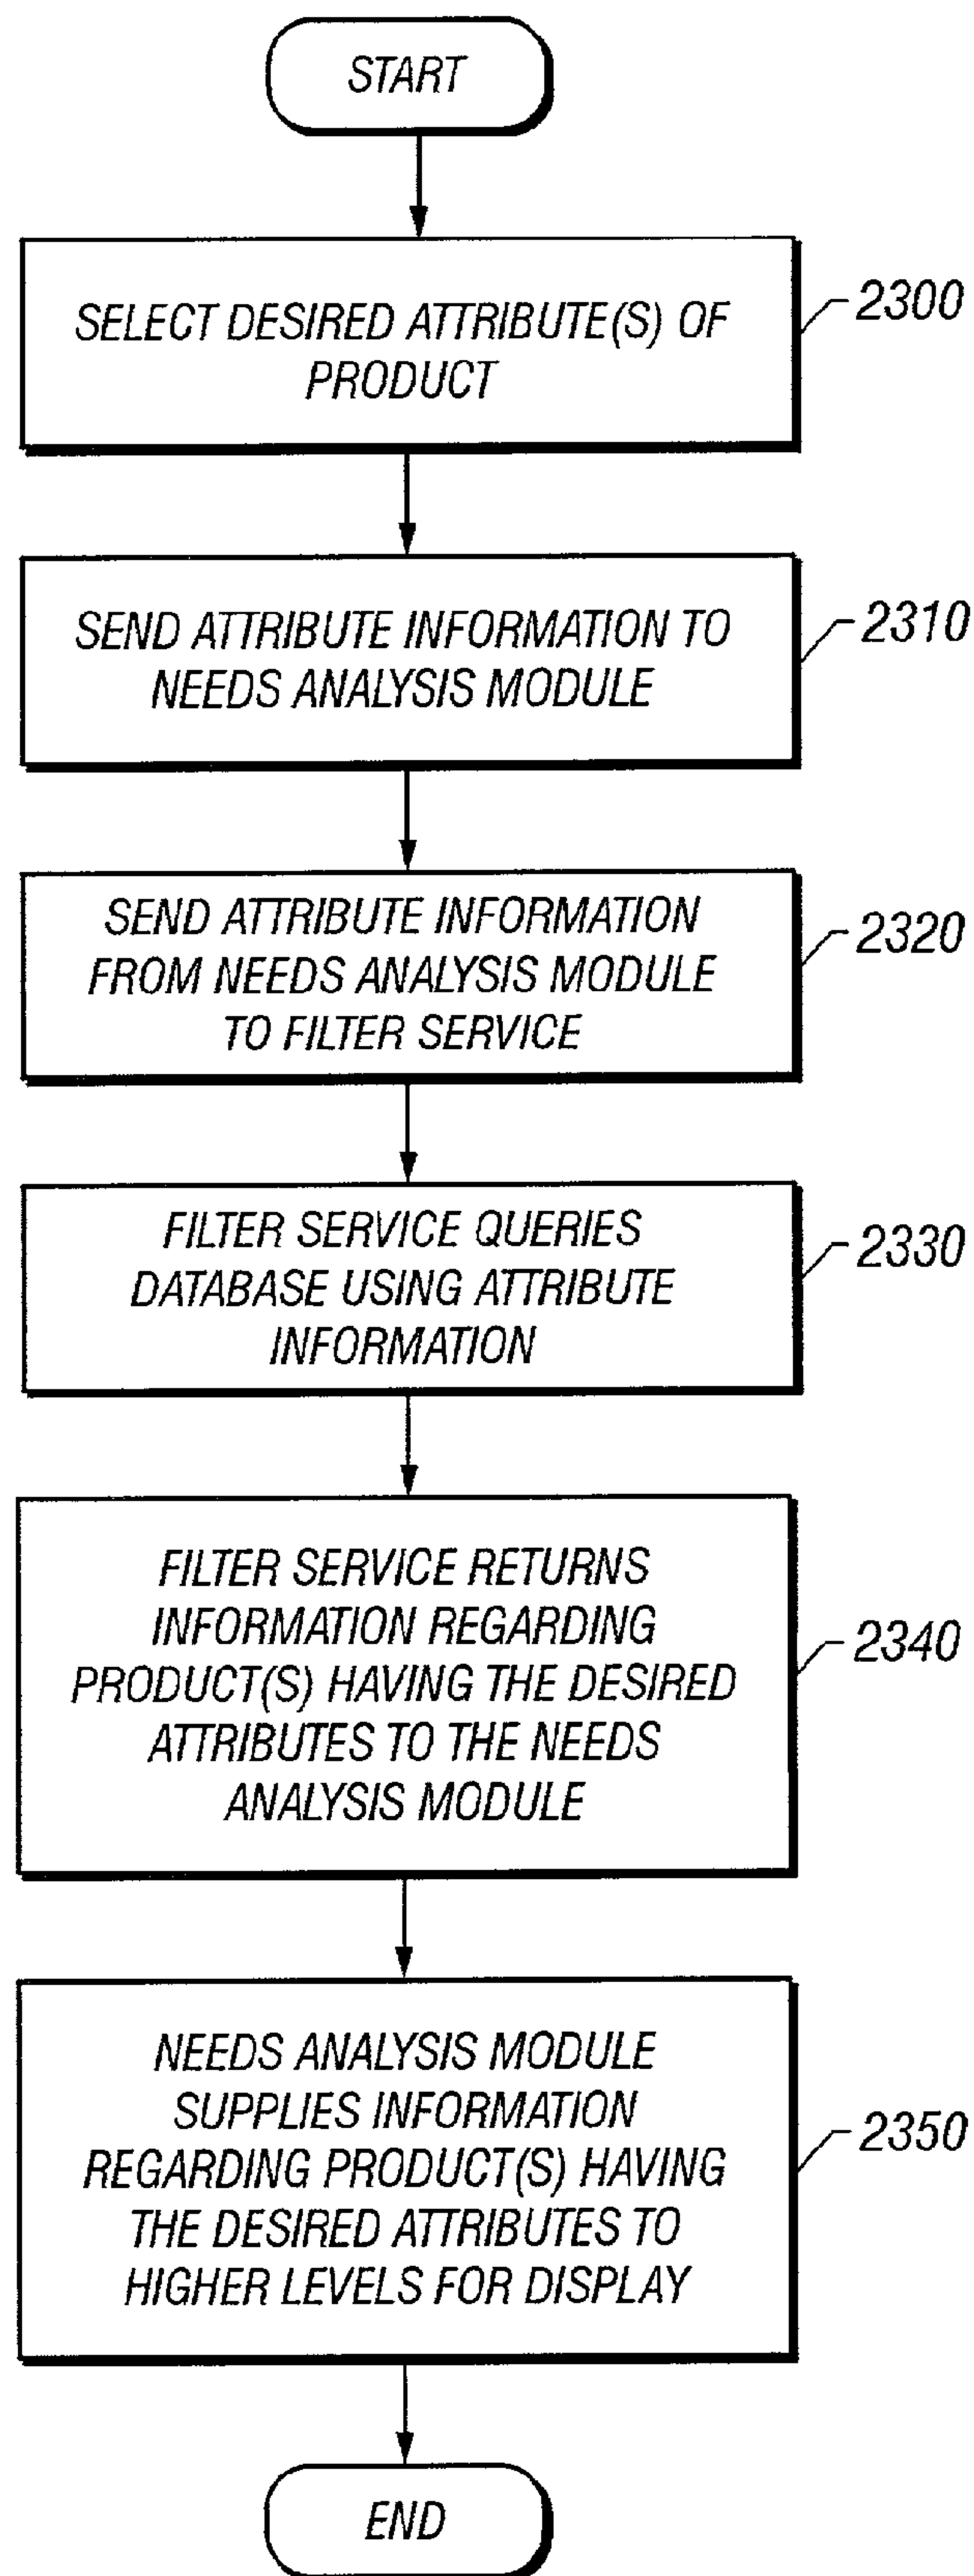 START
SELECT DESIRED ATTRIBUTE(S) OF
PRODUCT
2300
SEND ATTRIBUTE INFORMATION TO
NEEDS ANALYSIS MODULE
2310
SEND ATTRIBUTE INFORMATION
FROM NEEDS ANALYSIS MODULE
TO FILTER SERVICE
2320
FILTER SERVICE QUERIES
DATABASE USING ATTRIBUTE
INFORMATION
2330
FILTER SERVICE RETURNS
INFORMATION REGARDING
PRODUCT(S) HAVING THE DESIRED
ATTRIBUTES TO THE NEEDS
ANALYSIS MODULE
2340
NEEDS ANALYSIS MODULE
SUPPLIES INFORMATION
REGARDING PRODUCT(S) HAVING
THE DESIRED ATTRIBUTES TO
HIGHER LEVELS FOR DISPLAY
2350
END